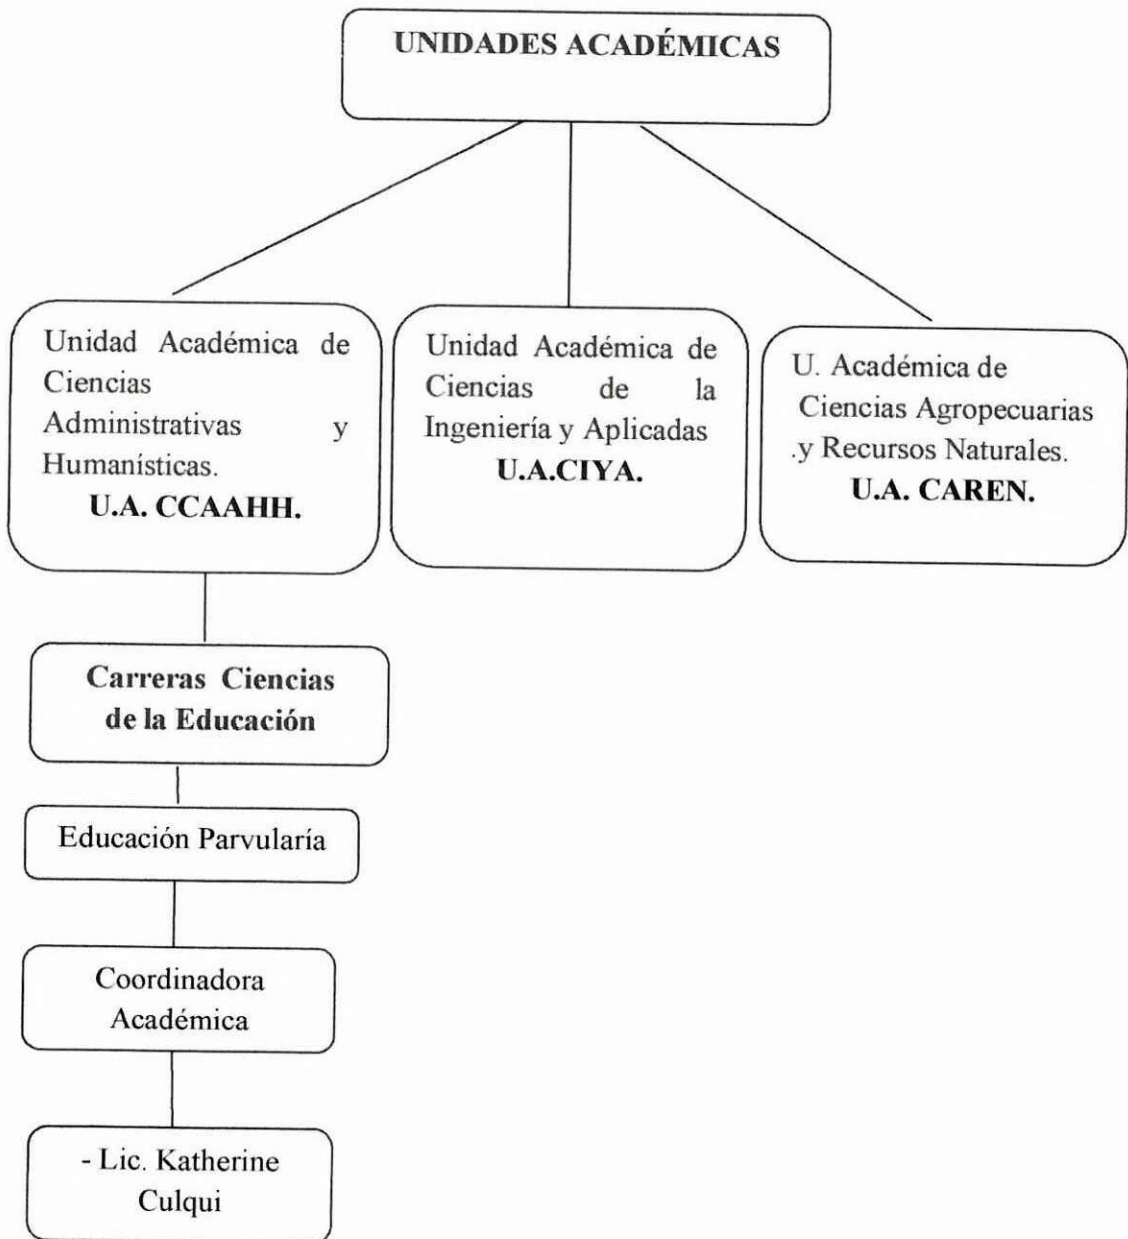 UNIDADES ACADÉMICAS
Unidad Académica de
Ciencias
Administrativas y
Humanísticas.
U.A. CCAAHH.
Unidad Académica de
Ciencias de la
Ingeniería y Aplicadas
U.A.CIYA.
U. Académica de
Ciencias Agropecuarias
.y Recursos Naturales.
U.A. CAREN.
Carreras Ciencias
de la Educación
Educación Parvularía
Coordinadora
Académica
- Lic. Katherine
Culqui